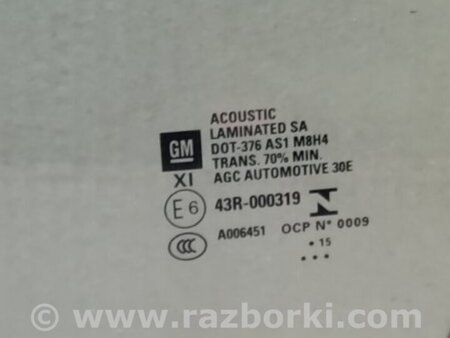 ACOUSTIC
LAMINATED SA
DOT-376 AS1 M8H4
TRANS. 70% MIN.
AGC AUTOMOTIVE 30E
GM
XI
E6 43R-000319
CCC A006451 OCP N° 0009
• 15
•••
© www.razborki.com